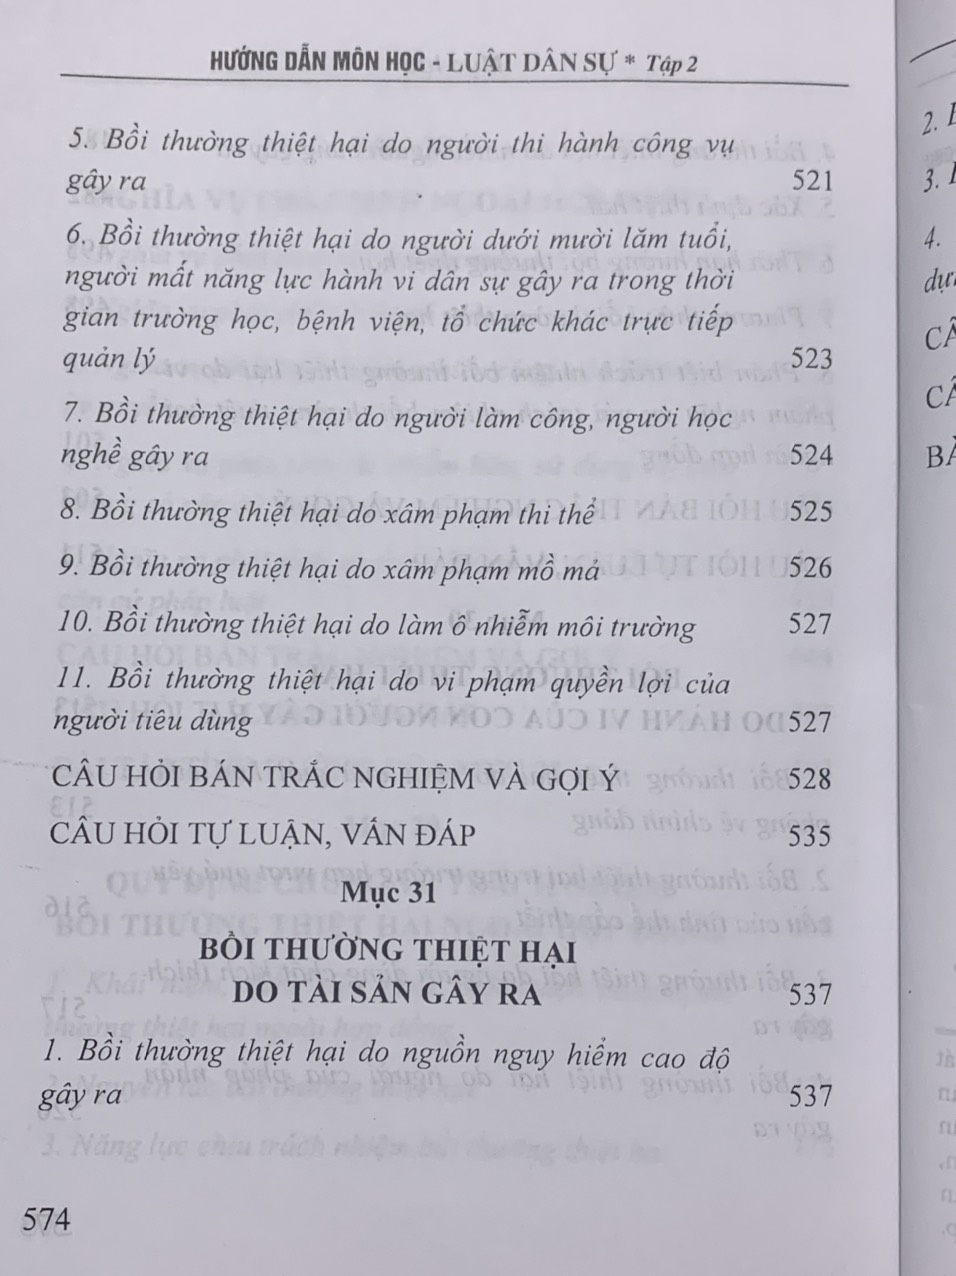 HƯỚNG DẪN MÔN HỌC - LUẬT DÂN SỰ * Tập 2
5. Bồi thường thiệt hại do người thi hành công vụ
gây ra 521
6. Bồi thường thiệt hại do người dưới mười lăm tuổi,
người mất năng lực hành vi dân sự gây ra trong thời
gian trường học, bệnh viện, tổ chức khác trực tiếp
quản lý 523
7. Bồi thường thiệt hại do người làm công, người học
nghề gây ra 524
8. Bồi thường thiệt hại do xâm phạm thi thể 525
9. Bồi thường thiệt hại do xâm phạm mồ mả 526
10. Bồi thường thiệt hại do làm ô nhiễm môi trường 527
11. Bồi thường thiệt hại do vi phạm quyền lợi của
người tiêu dùng 527
CÂU HỎI BÁN TRẮC NGHIỆM VÀ GỢI Ý 528
CÂU HỎI TỰ LUẬN, VẤN ĐÁP 535
Mục 31
BỒI THƯỜNG THIỆT HẠI
DO TÀI SẢN GÂY RA 537
1. Bồi thường thiệt hại do nguồn nguy hiểm cao độ
gây ra 537
574
2.
3.
4.